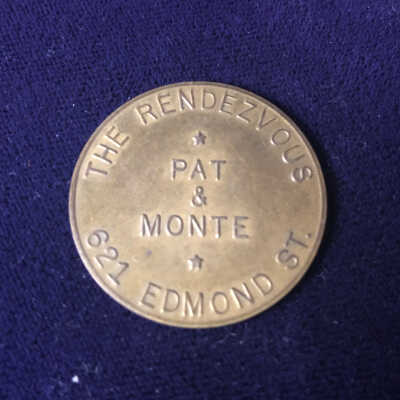 THE RENDEZVOUS
PAT
&
MONTE
621 EDMOND ST.